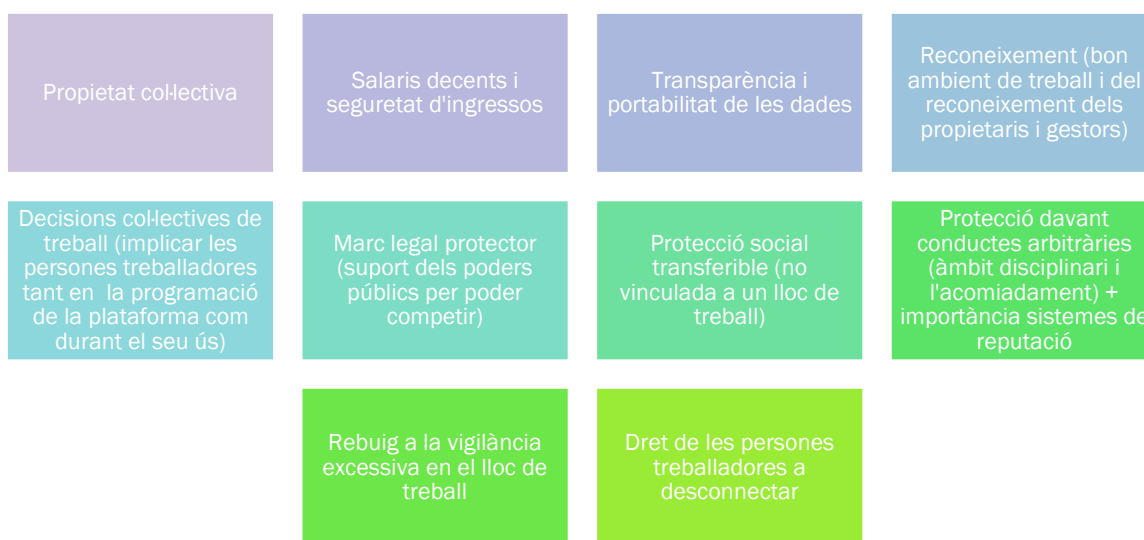 Propietat col·lectiva
Salaris decents i
seguretat d'ingressos
Transparència i
portabilitat de les dades
Reconeixement (bon
ambient de treball i del
reconeixement dels
propietaris i gestors)
Decisions col·lectives de
treball (implicar les
persones treballadores
tant en la programació
de la plataforma com
durant el seu ús)
Marc legal protector
(suport dels poders
públics per poder
competir)
Protecció social
transferible (no
vinculada a un lloc de
treball)
Protecció davant
conductes arbitràries
(àmbit disciplinari i
l'acomiadament) +
importància sistemes de
reputació
Rebuig a la vigilància
excessiva en el lloc de
treball
Dret de les persones
treballadores a
desconnectar